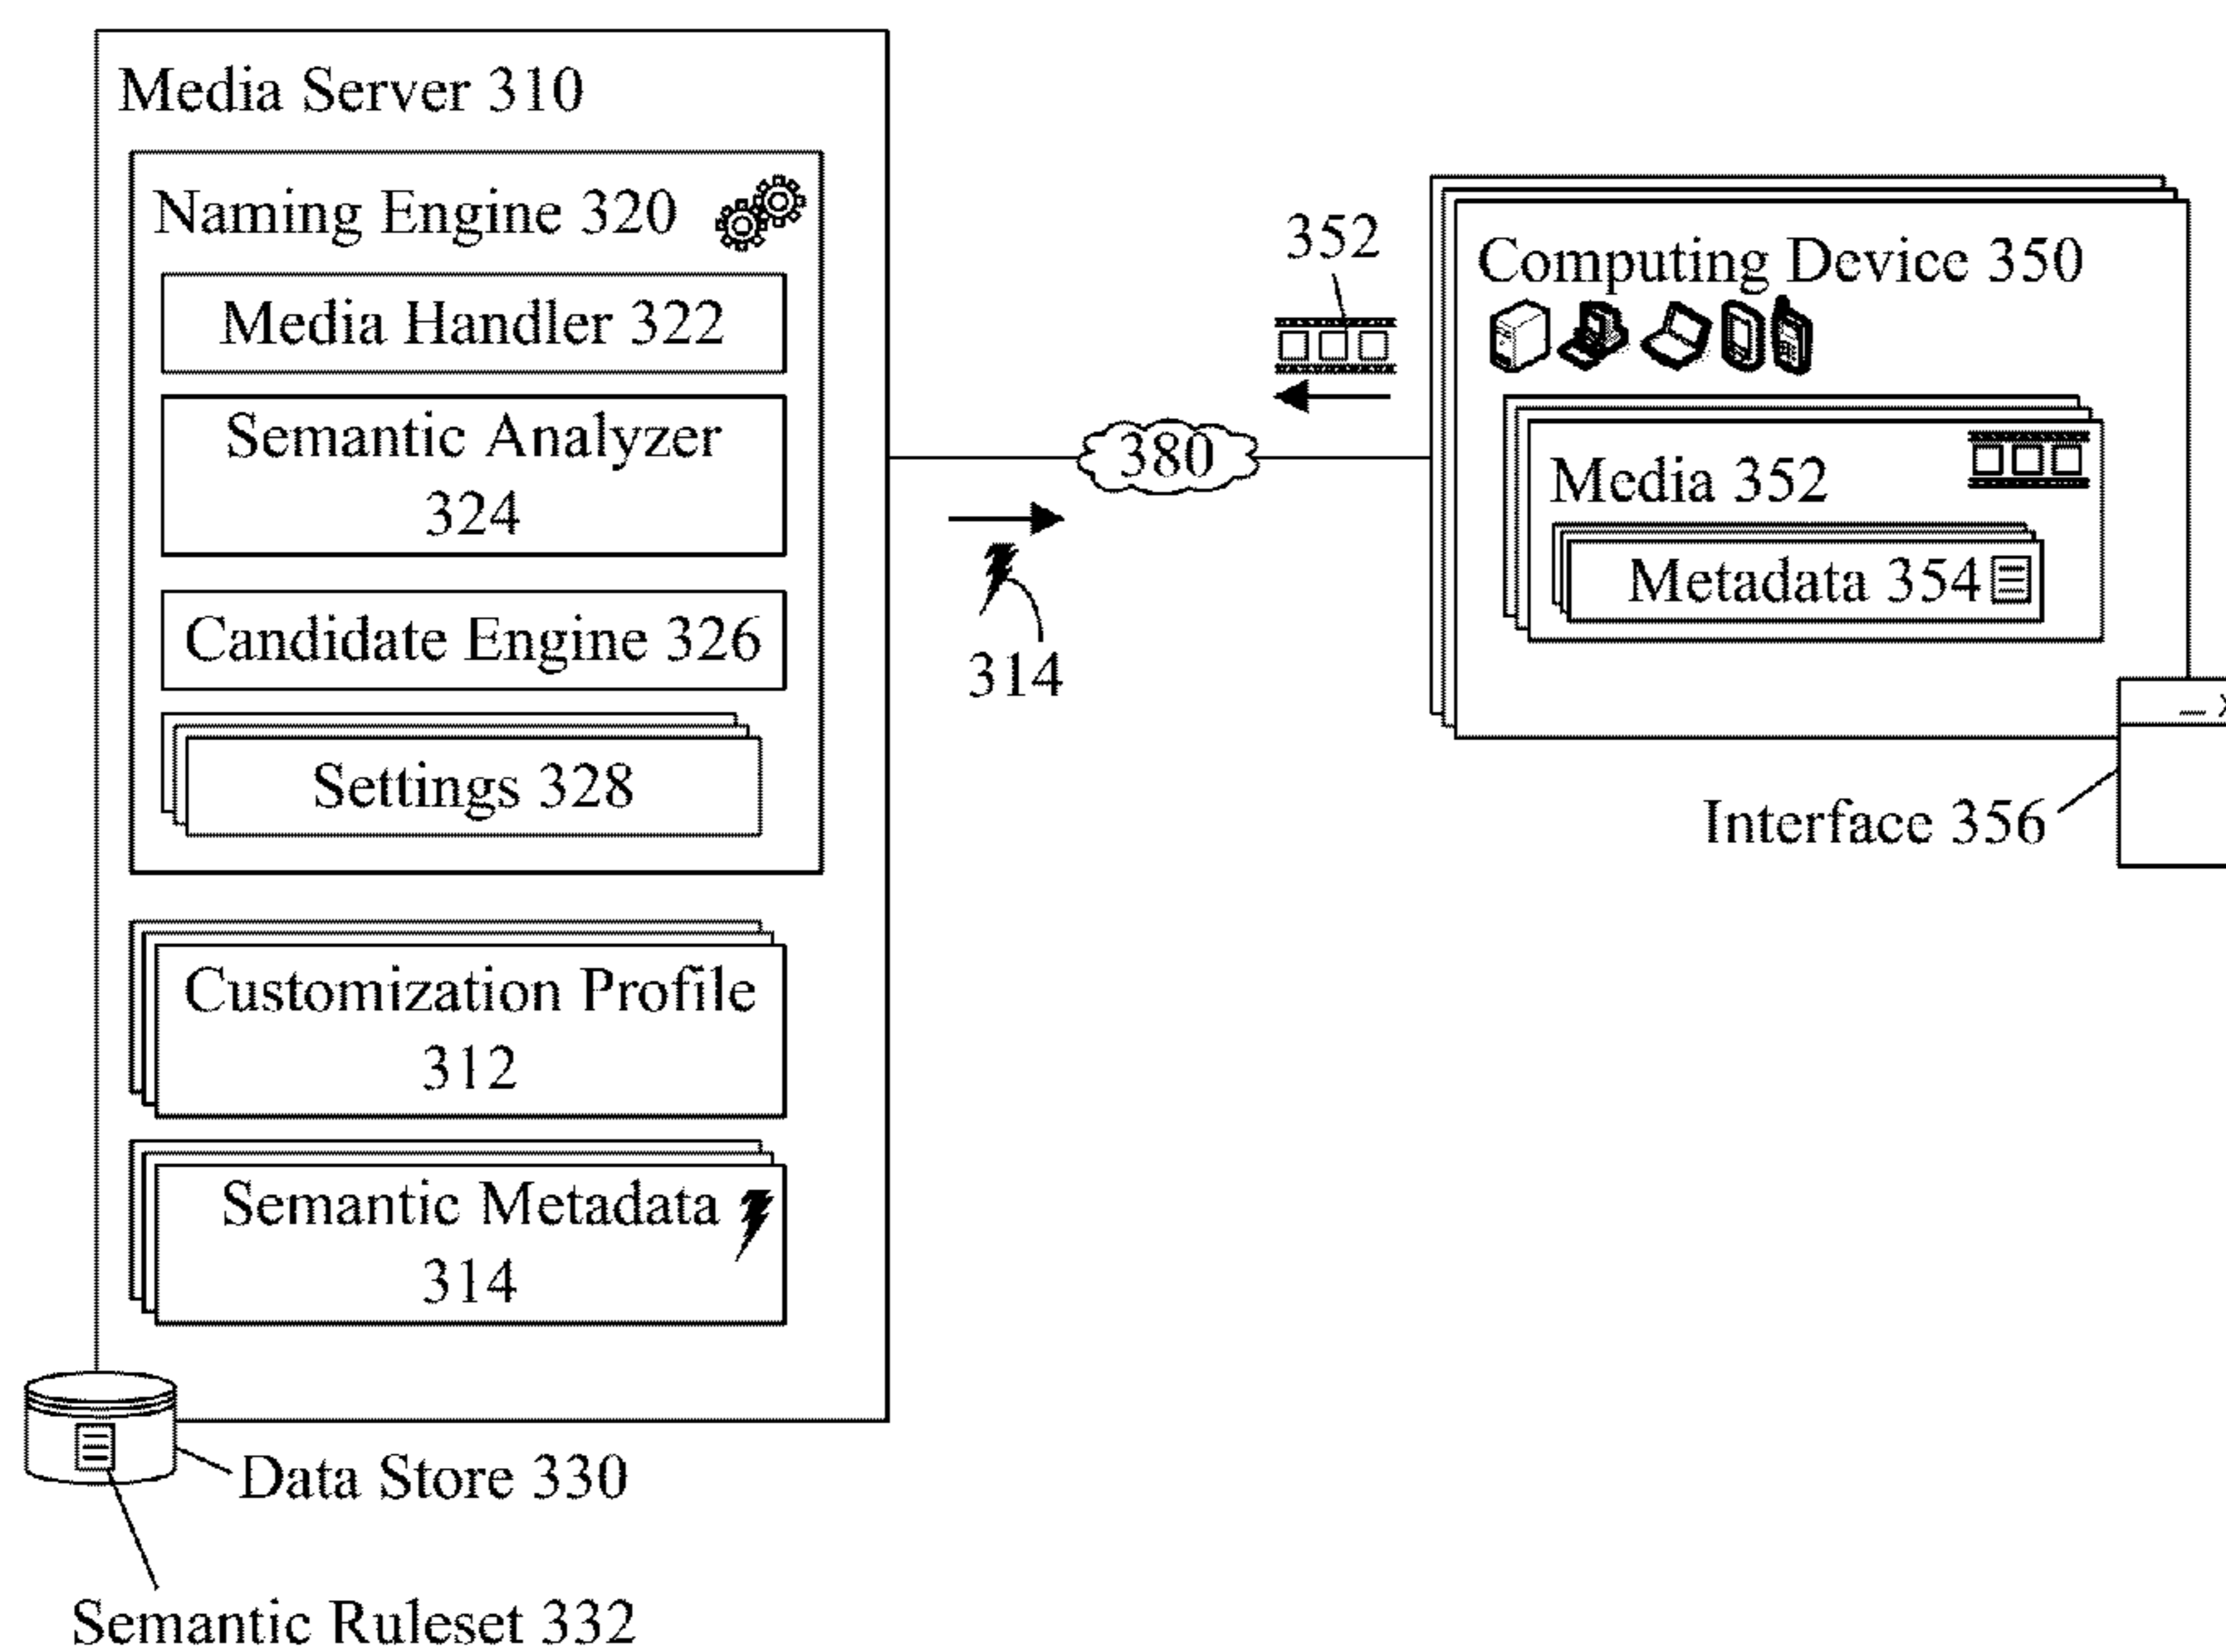 Media Server 310
Naming Engine 320
Media Handler 322
Semantic Analyzer
324
Candidate Engine 326
Settings 328
Customization Profile
312
Semantic Metadata
314
Data Store 330
Semantic Ruleset 332
352
380
314
Computing Device 350
Media 352
Metadata 354
Interface 356